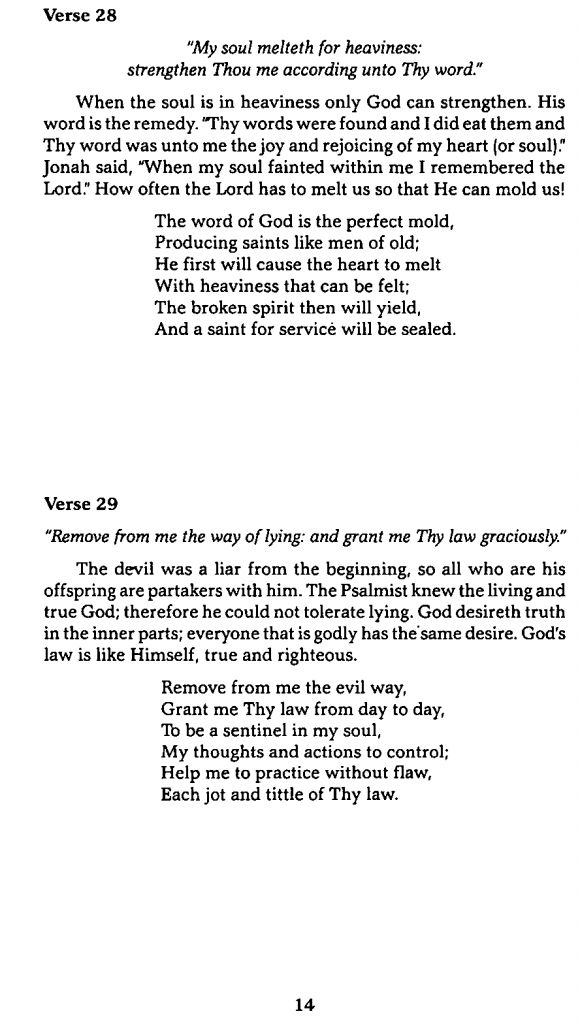 Verse 28
"My soul melteth for heaviness:
strengthen Thou me according unto Thy word."
When the soul is in heaviness only God can strengthen. His
word is the remedy. "Thy words were found and I did eat them and
Thy word was unto me the joy and rejoicing of my heart (or soul)."
Jonah said, "When my soul fainted within me I remembered the
Lord." How often the Lord has to melt us so that He can mold us!
The word of God is the perfect mold,
Producing saints like men of old;
He first will cause the heart to melt
With heaviness that can be felt;
The broken spirit then will yield,
And a saint for service will be sealed.
Verse 29
"Remove from me the way of lying: and grant me Thy law graciously."
The devil was a liar from the beginning, so all who are his
offspring are partakers with him. The Psalmist knew the living and
true God; therefore he could not tolerate lying. God desireth truth
in the inner parts; everyone that is godly has the same desire. God's
law is like Himself, true and righteous.
Remove from me the evil way,
Grant me Thy law from day to day,
To be a sentinel in my soul,
My thoughts and actions to control;
Help me to practice without flaw,
Each jot and tittle of Thy law.
14